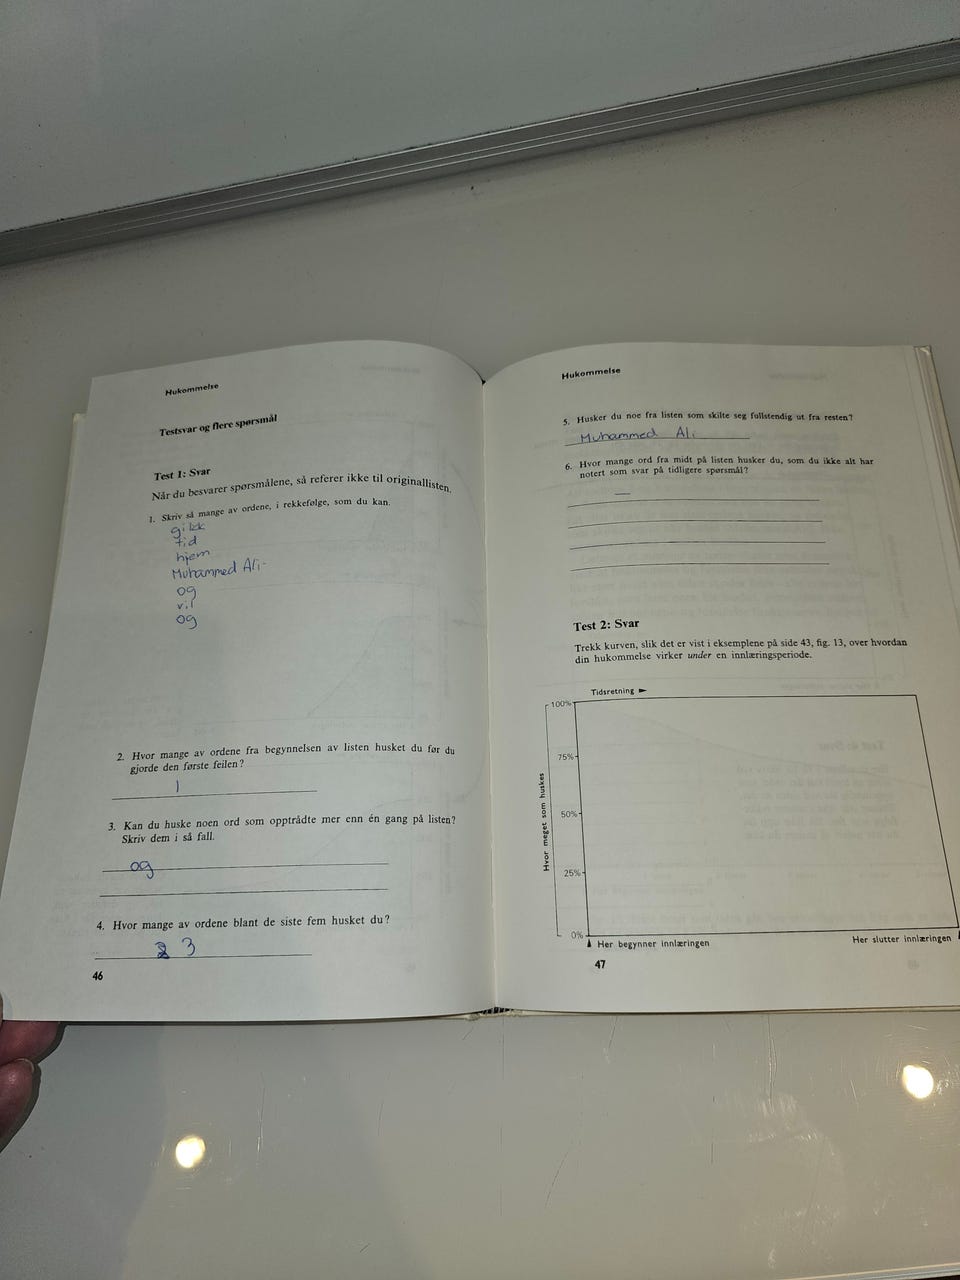 Hukommelse
Testsvar og flere spørsmål
Test 1: Svar
Når du besvarer spørsmålene, så referer ikke til originallisten.
1. Skriv så mange av ordene, i rekkefølge, som du kan.
gikk
tid
hjem
Muhammed Ali
og
vil
og
2. Hvor mange av ordene fra begynnelsen av listen husket du før du
gjorde den første feilen?
1
3. Kan du huske noen ord som opptrådte mer enn én gang på listen?
Skriv dem i så fall.
og
4. Hvor mange av ordene blant de siste fem husket du?
3
46
Hukommelse
5. Husker du noe fra listen som skilte seg fullstendig ut fra resten?
Muhammed Ali
6. Hvor mange ord fra midt på listen husker du, som du ikke alt har
notert som svar på tidligere spørsmål?
—
Test 2: Svar
Trekk kurven, slik det er vist i eksemplene på side 43, fig. 13, over hvordan
din hukommelse virker under en innlæringsperiode.
Tidsretning ►
100%
75%
50%
25%
0%
Hvor meget som huskes
Her begynner innlæringen
Her slutter innlæringen
47